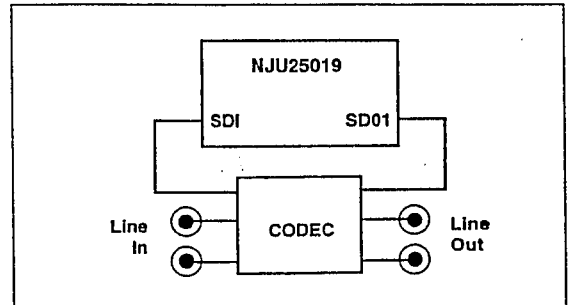 NJU25019
SDI SD01
Line In
CODEC
Line Out